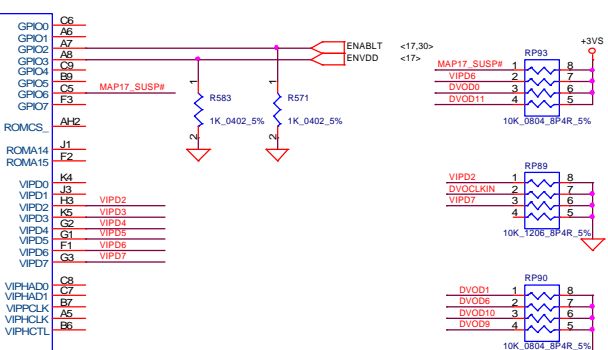 GPIO0 C6
GPIO1 A6
GPIO2 A7
GPIO3 A8
GPIO4 C9
GPIO5 B9
GPIO6 C5 MAP17_SUSP#
GPIO7 F3
ROMCS_ AH2
ROMA14 J1
ROMA15 F2
VIPD0 K4
VIPD1 J3
VIPD2 H3 VIPD2
VIPD3 K5 VIPD3
VIPD4 G2 VIPD4
VIPD5 G1 VIPD5
VIPD6 F1 VIPD6
VIPD7 G3 VIPD7
VIPHAD0 C8
VIPHAD1 C7
VIPPCLK B7
VIPHCLK A5
VIPHCTL B6
ENABLT <17,30>
ENVDD <17>
1 R583 2
1K_0402_5%
1 R571 2
1K_0402_5%
+3VS
RP93
MAP17_SUSP# 1 8
VIPD6 2 7
DVOD0 3 6
DVOD11 4 5
10K_0804_8P4R_5%
RP89
VIPD2 1 8
DVOCLKIN 2 7
VIPD7 3 6
4 5
10K_1206_8P4R_5%
RP90
DVOD1 1 8
DVOD6 2 7
DVOD10 3 6
DVOD9 4 5
10K_0804_8P4R_5%